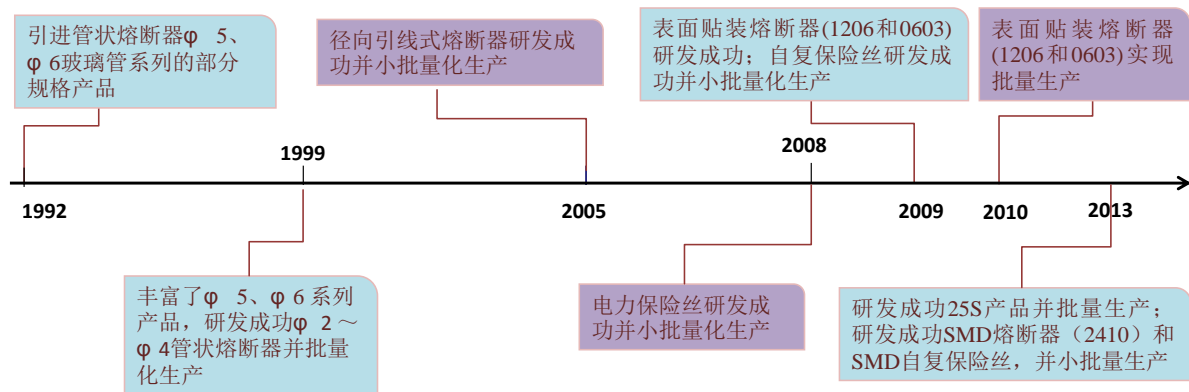 引进管状熔断器φ 5、
φ 6玻璃管系列的部分
规格产品
径向引线式熔断器研发成
功并小批量化生产
表面贴装熔断器(1206和0603)
研发成功；自复保险丝研发成
功并小批量化生产
表面贴装熔断器
(1206和0603)实现
批量生产
1999
2008
1992
2005
2009
2010
2013
丰富了φ 5、φ 6 系列
产品，研发成功φ 2～
φ 4管状熔断器并批量
化生产
电力保险丝研发成
功并小批量化生产
研发成功25S产品并批量生产；
研发成功SMD熔断器（2410）和
SMD自复保险丝，并小批量生产